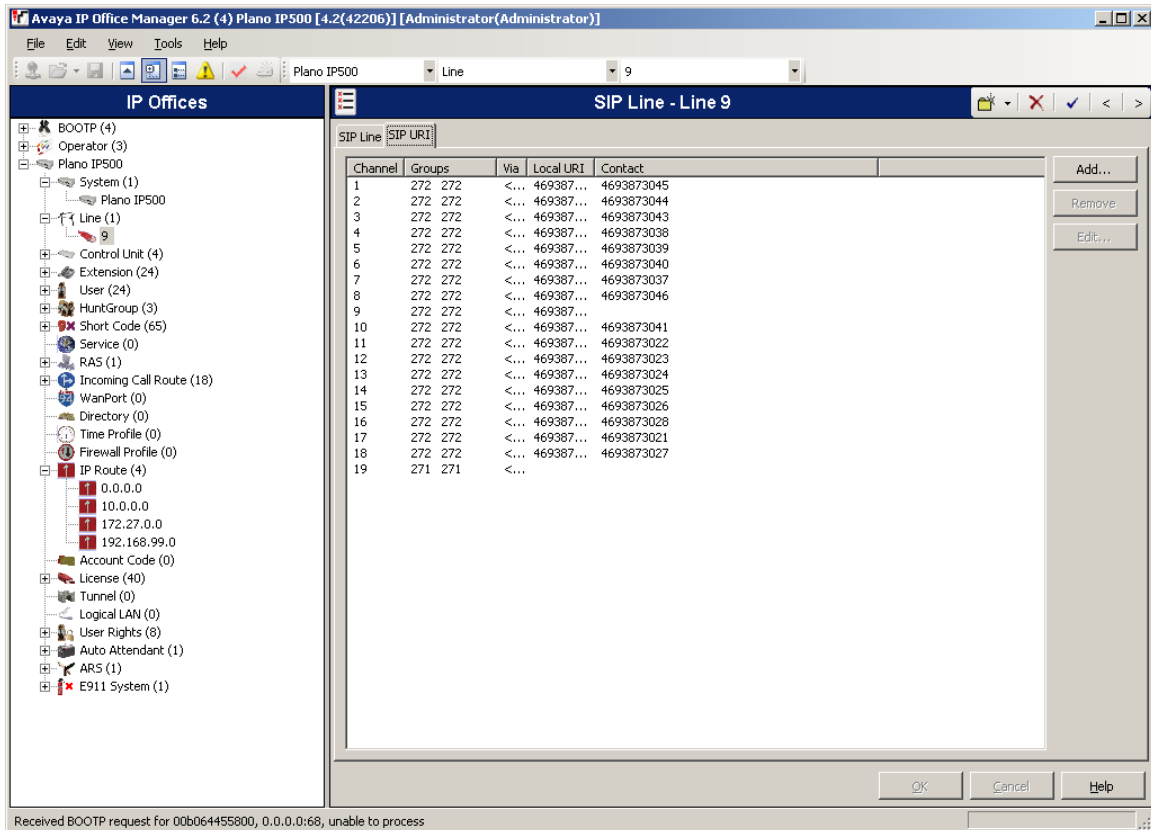 Avaya IP Office Manager 6.2 (4) Plano IP500 [4.2(42206)] [Administrator(Administrator)]
File Edit View Tools Help
Plano IP500 Line 9
IP Offices
BOOTP (4)
Operator (3)
Plano IP500
System (1)
Plano IP500
Line (1)
9
Control Unit (4)
Extension (24)
User (24)
HuntGroup (3)
Short Code (65)
Service (0)
RAS (1)
Incoming Call Route (18)
WanPort (0)
Directory (0)
Time Profile (0)
Firewall Profile (0)
IP Route (4)
0.0.0.0
10.0.0.0
172.27.0.0
192.168.99.0
Account Code (0)
License (40)
Tunnel (0)
Logical LAN (0)
User Rights (8)
Auto Attendant (1)
ARS (1)
E911 System (1)
SIP Line - Line 9
SIP Line SIP URI
Channel Groups Via Local URI Contact
1 272 272 <... 469387... 4693873045
2 272 272 <... 469387... 4693873044
3 272 272 <... 469387... 4693873043
4 272 272 <... 469387... 4693873038
5 272 272 <... 469387... 4693873039
6 272 272 <... 469387... 4693873040
7 272 272 <... 469387... 4693873037
8 272 272 <... 469387... 4693873046
9 272 272 <... 469387...
10 272 272 <... 469387... 4693873041
11 272 272 <... 469387... 4693873022
12 272 272 <... 469387... 4693873023
13 272 272 <... 469387... 4693873024
14 272 272 <... 469387... 4693873025
15 272 272 <... 469387... 4693873026
16 272 272 <... 469387... 4693873028
17 272 272 <... 469387... 4693873021
18 272 272 <... 469387... 4693873027
19 271 271 <...
Add...
Remove
Edit...
OK Cancel Help
Received BOOTP request for 00b064455800, 0.0.0.0:68, unable to process